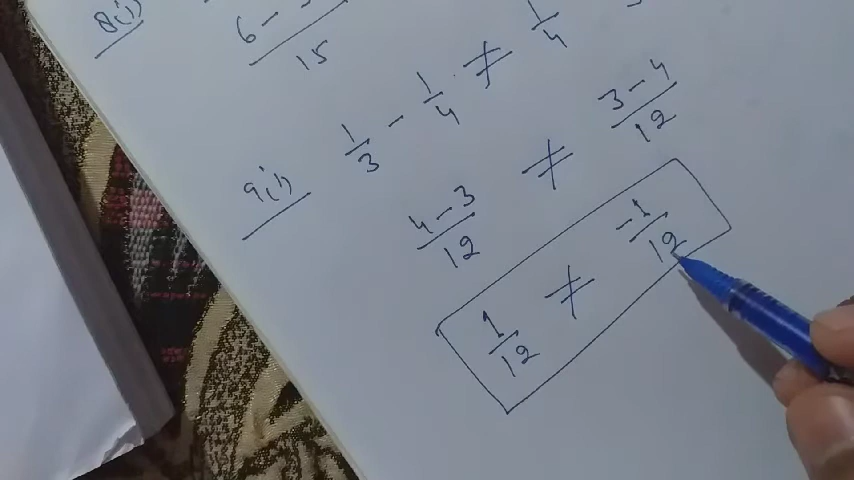 8(i)
6 −
15
9(i) 1/3 − 1/4 ≠ 1/4
4−3/12 ≠ 3−4/12
1/12 ≠ −1/12